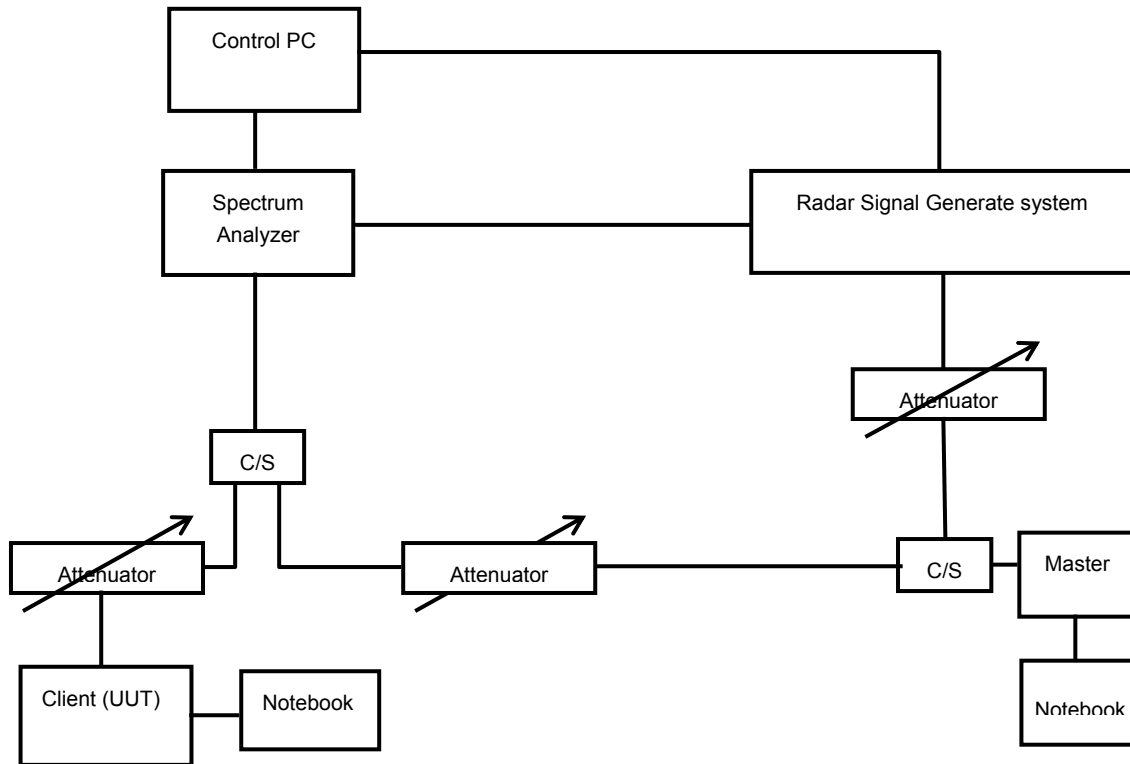 Control PC
Spectrum
Analyzer
Radar Signal Generate system
Attenuator
C/S
Attenuator
Attenuator
C/S
Master
Client (UUT)
Notebook
Notebook